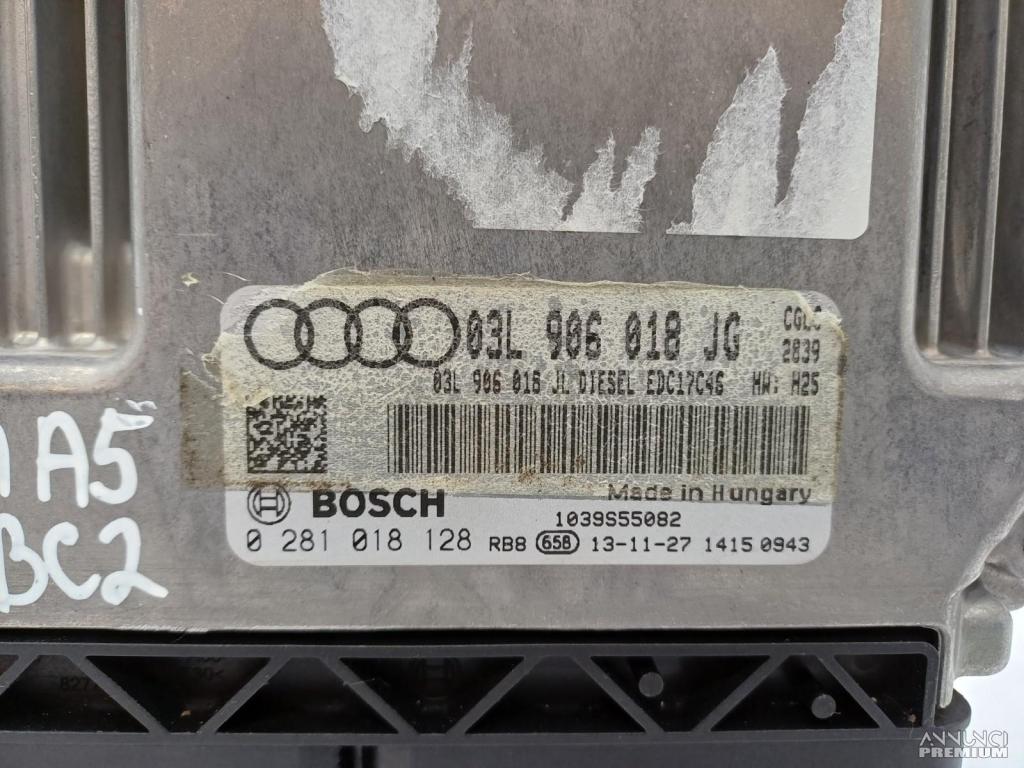 03L 906 018 JG CGLC
2839
03L 906 018 JL DIESEL EDC17C46 HW: H25
A5
BC2
BOSCH
Made in Hungary
1039S55082
0 281 018 128 RB8 658 13-11-27 1415 0943
ANNUNCI
PREMIUM